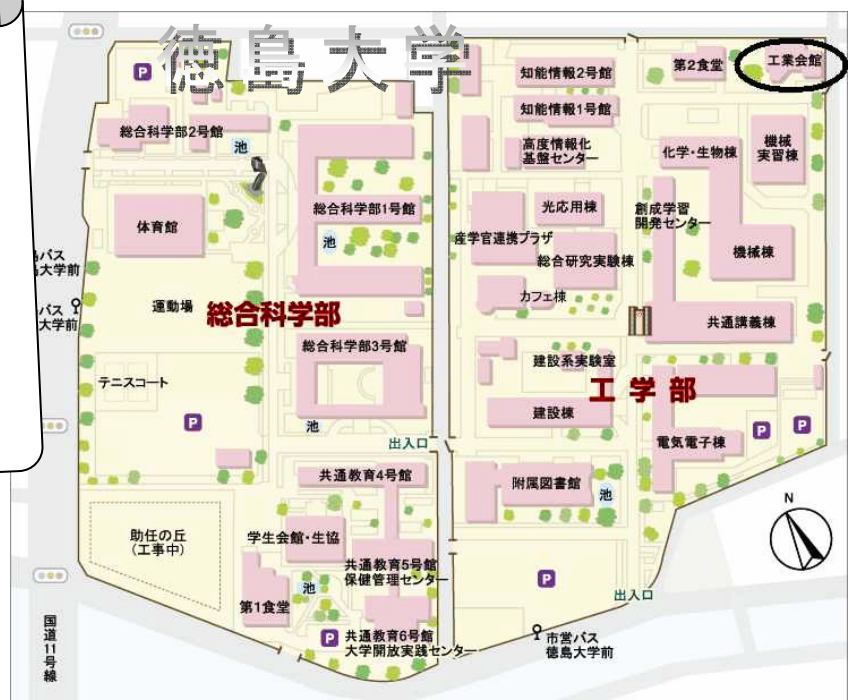 徳島大学
P
知能情報2号館
第2食堂
工業会館
知能情報1号館
総合科学部2号館
池
高度情報化
基盤センター
化学・生物棟
機械
実習棟
総合科学部1号館
光応用棟
創成学習
開発センター
体育館
池
産学官連携プラザ
総合研究実験棟
機械棟
バス
大学前
カフェ棟
バス
大学前
運動場
総合科学部
共通講義棟
総合科学部3号館
建設系実験室
テニスコート
工学部
建設棟
P
池
P
P
出入口
電気電子棟
共通教育4号館
附属図書館
池
N
助任の丘
(工事中)
学生会館・生協
共通教育5号館
保健管理センター
P
池
出入口
第1食堂
国道11号線
P
共通教育6号館
大学開放実践センター
市営バス
徳島大学前